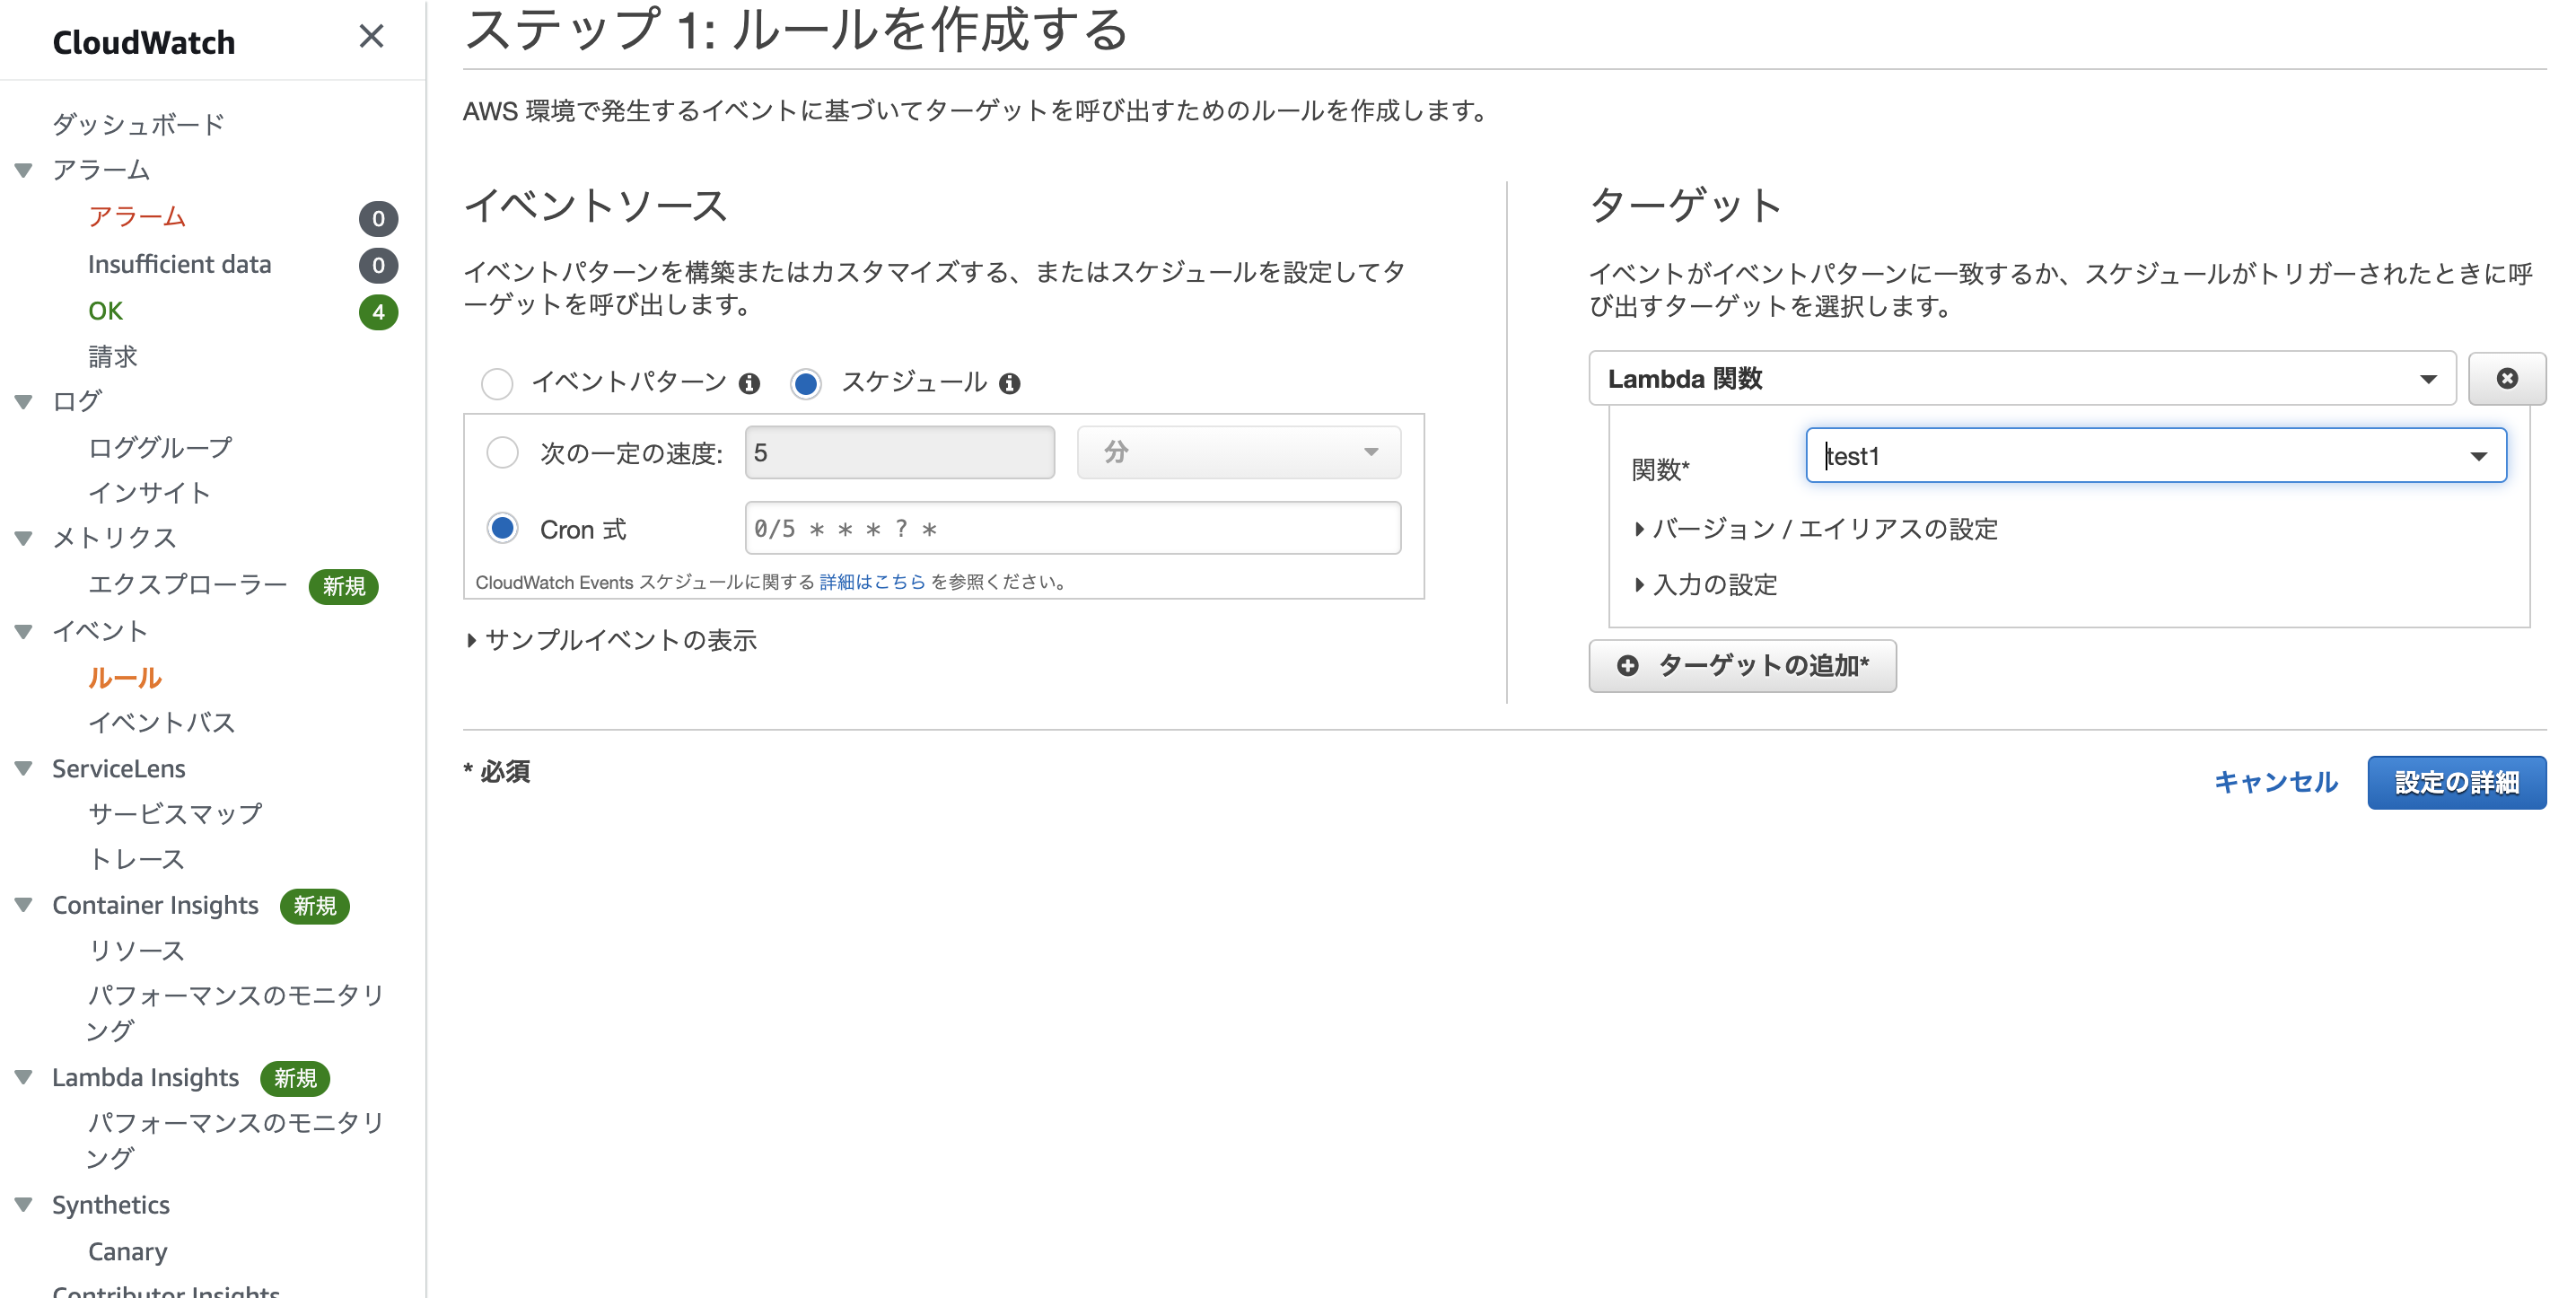 CloudWatch
ダッシュボード
アラーム
アラーム 0
Insufficient data 0
OK 4
請求
ログ
ロググループ
インサイト
メトリクス
エクスプローラー 新規
イベント
ルール
イベントバス
ServiceLens
サービスマップ
トレース
Container Insights 新規
リソース
パフォーマンスのモニタリ
ング
Lambda Insights 新規
パフォーマンスのモニタリ
ング
Synthetics
Canary
Contributor Insights
ステップ 1: ルールを作成する
AWS 環境で発生するイベントに基づいてターゲットを呼び出すためのルールを作成します。
イベントソース
イベントパターンを構築またはカスタマイズする、またはスケジュールを設定してタ
ーゲットを呼び出します。
イベントパターン スケジュール
次の一定の速度: 5 分
Cron 式 0/5 * * * ? *
CloudWatch Events スケジュールに関する 詳細はこちら を参照ください。
サンプルイベントの表示
ターゲット
イベントがイベントパターンに一致するか、スケジュールがトリガーされたときに呼
び出すターゲットを選択します。
Lambda 関数
関数* test1
バージョン / エイリアスの設定
入力の設定
ターゲットの追加*
* 必須
キャンセル 設定の詳細